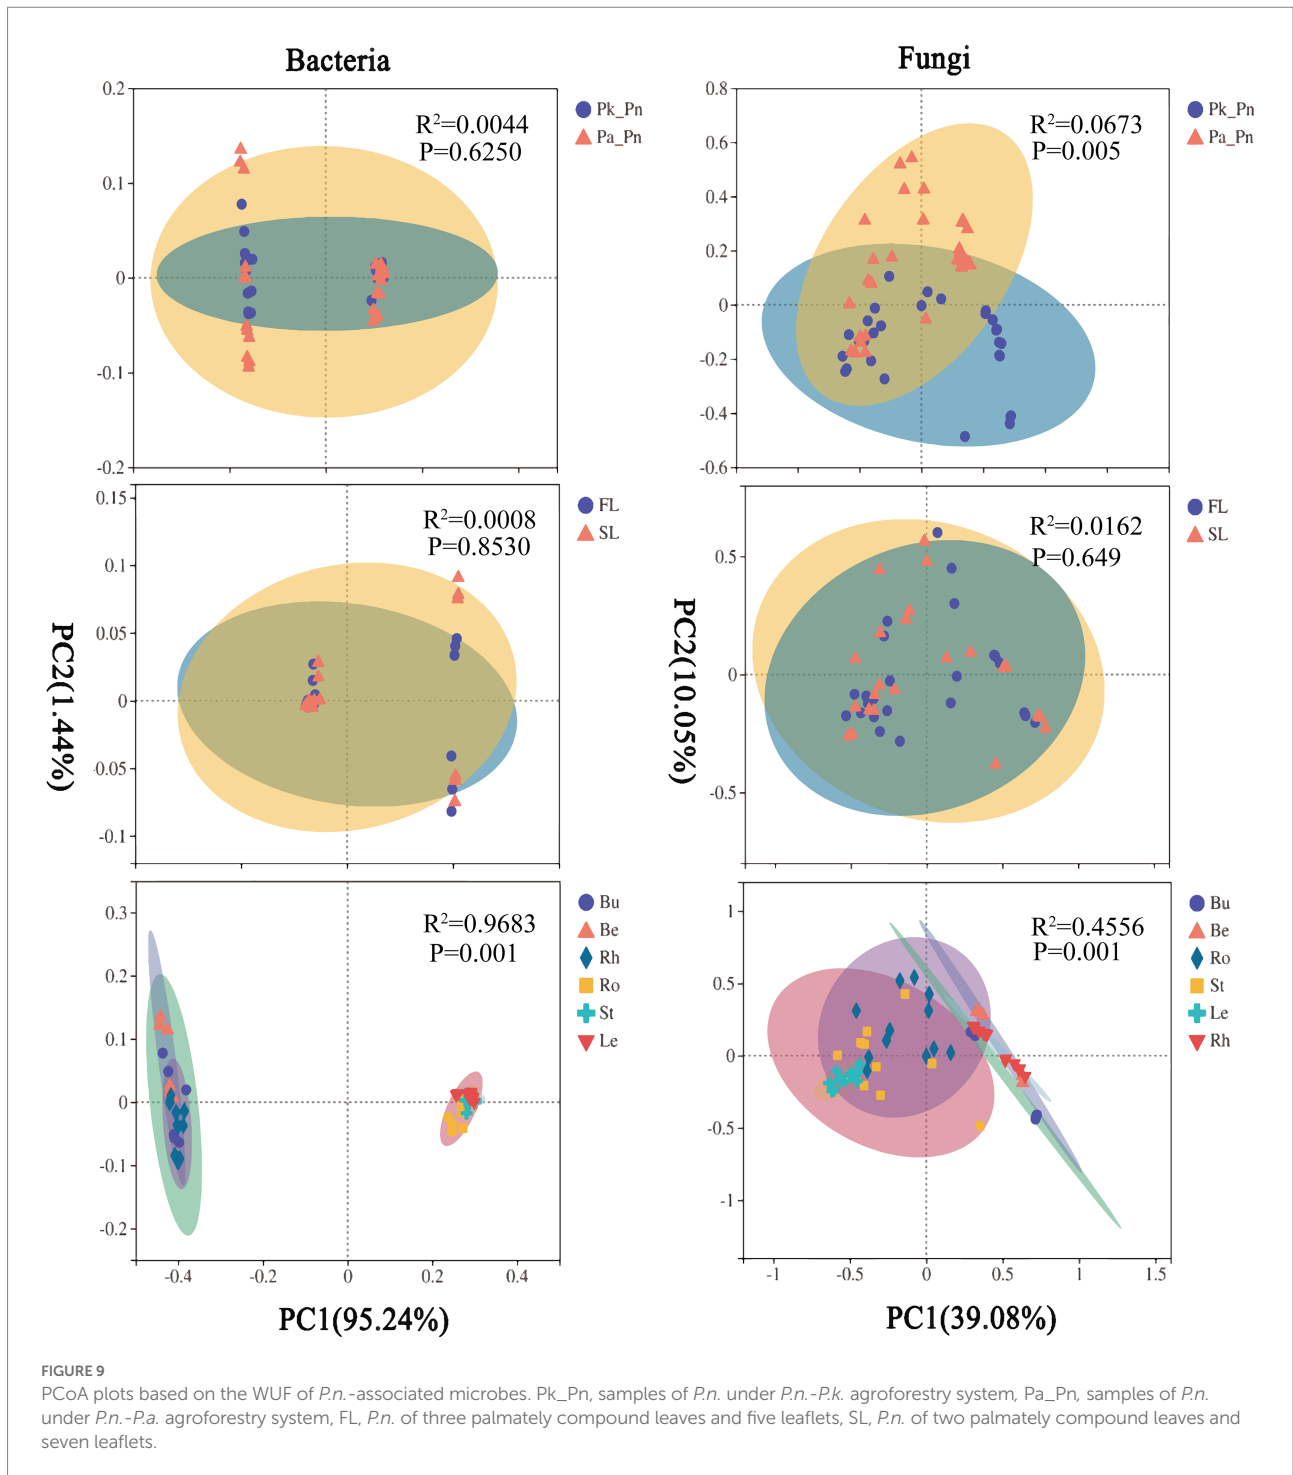 Bacteria
Fungi
0.2
0.1
0
-0.1
-0.2
R²=0.0044
P=0.6250
Pk_Pn
Pa_Pn
0.8
0.6
0.4
0.2
0
-0.2
-0.4
-0.6
R²=0.0673
P=0.005
Pk_Pn
Pa_Pn
PC2(1.44%)
0.15
0.1
0.05
0
0.05
-0.1
R²=0.0008
P=0.8530
FL
SL
PC2(10.05%)
0.5
0
-0.5
R²=0.0162
P=0.649
FL
SL
0.3
0.2
0.1
0
-0.1
-0.2
R²=0.9683
P=0.001
Bu
Be
Rh
Ro
St
Le
-0.4 -0.2 0 0.2 0.4
PC1(95.24%)
1
0.5
0
-0.5
-1
R²=0.4556
P=0.001
Bu
Be
Ro
St
Le
Rh
-1 -0.5 0 0.5 1 1.5
PC1(39.08%)
FIGURE 9
PCoA plots based on the WUF of P.n.-associated microbes. Pk_Pn, samples of P.n. under P.n.-P.k. agroforestry system, Pa_Pn, samples of P.n.
under P.n.-P.a. agroforestry system, FL, P.n. of three palmately compound leaves and five leaflets, SL, P.n. of two palmately compound leaves and
seven leaflets.